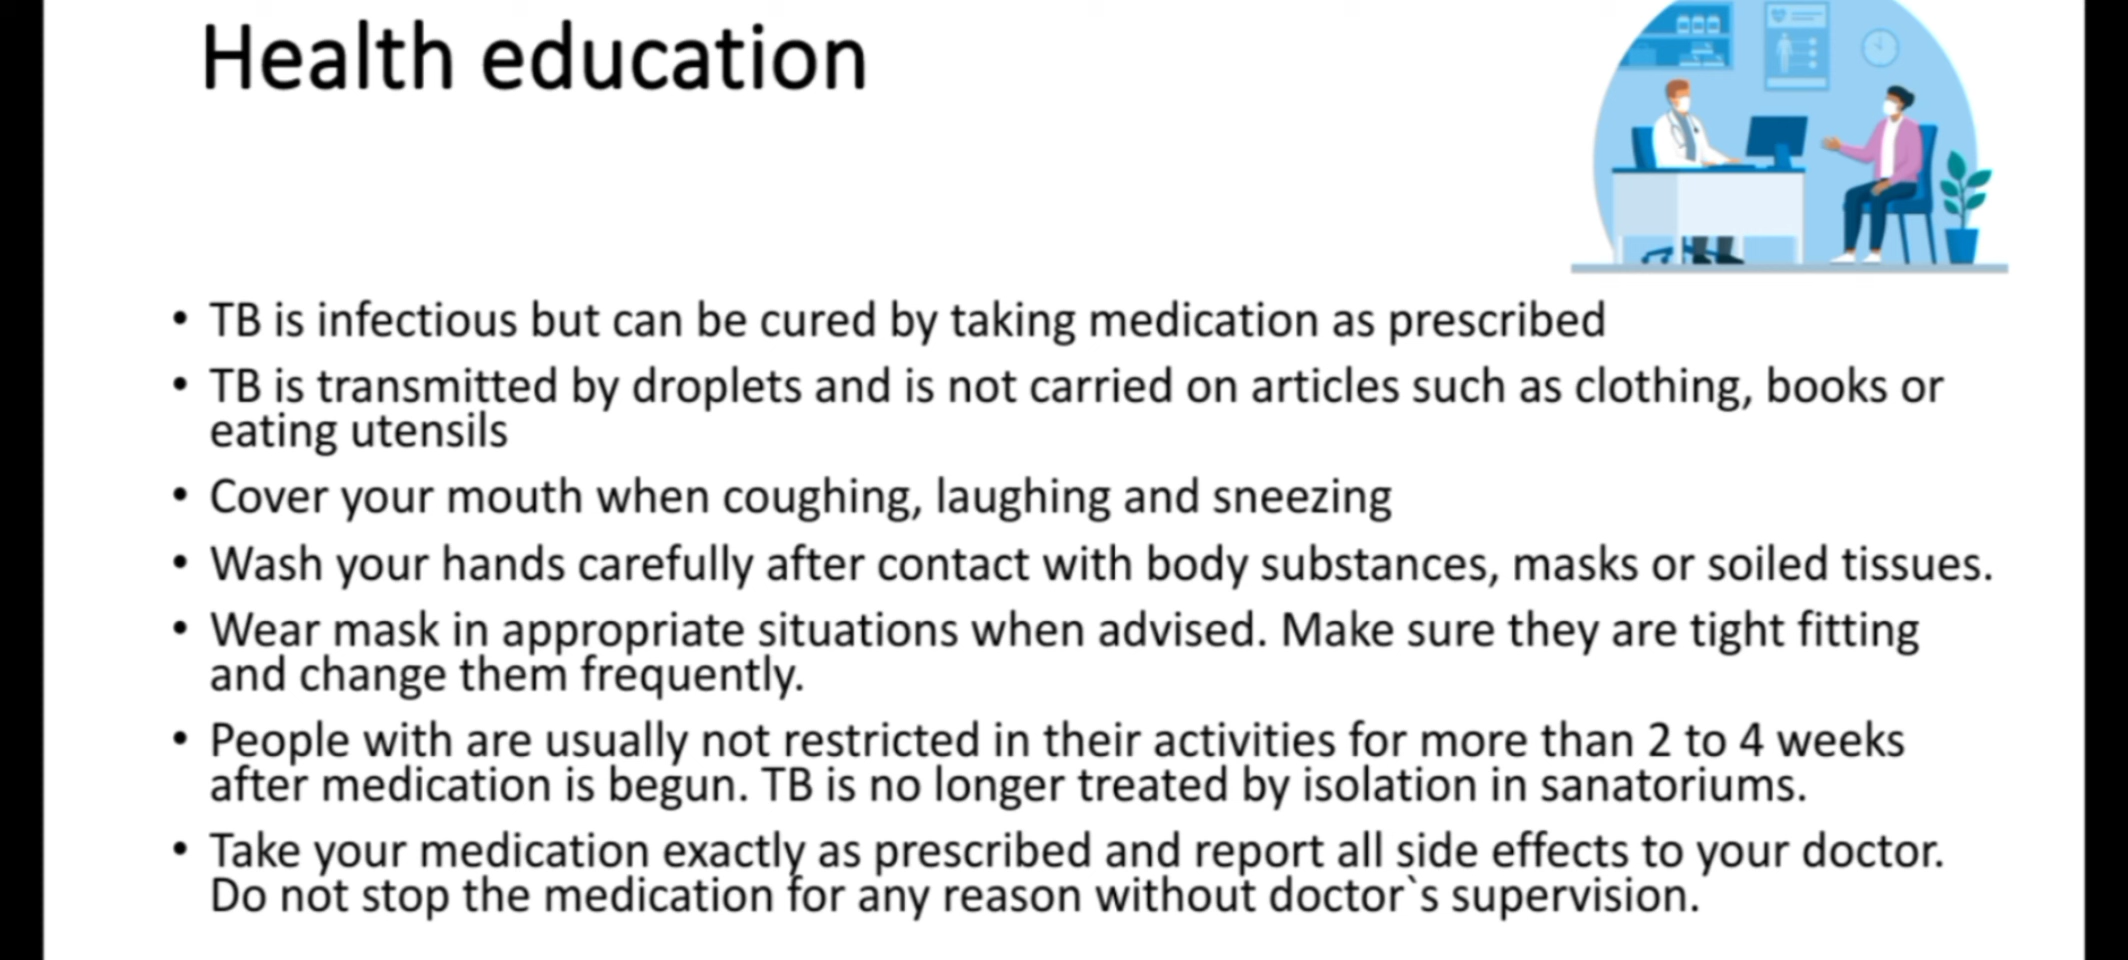 Health education
• TB is infectious but can be cured by taking medication as prescribed
• TB is transmitted by droplets and is not carried on articles such as clothing, books or
eating utensils
• Cover your mouth when coughing, laughing and sneezing
• Wash your hands carefully after contact with body substances, masks or soiled tissues.
• Wear mask in appropriate situations when advised. Make sure they are tight fitting
and change them frequently.
• People with are usually not restricted in their activities for more than 2 to 4 weeks
after medication is begun. TB is no longer treated by isolation in sanatoriums.
• Take your medication exactly as prescribed and report all side effects to your doctor.
Do not stop the medication for any reason without doctor`s supervision.